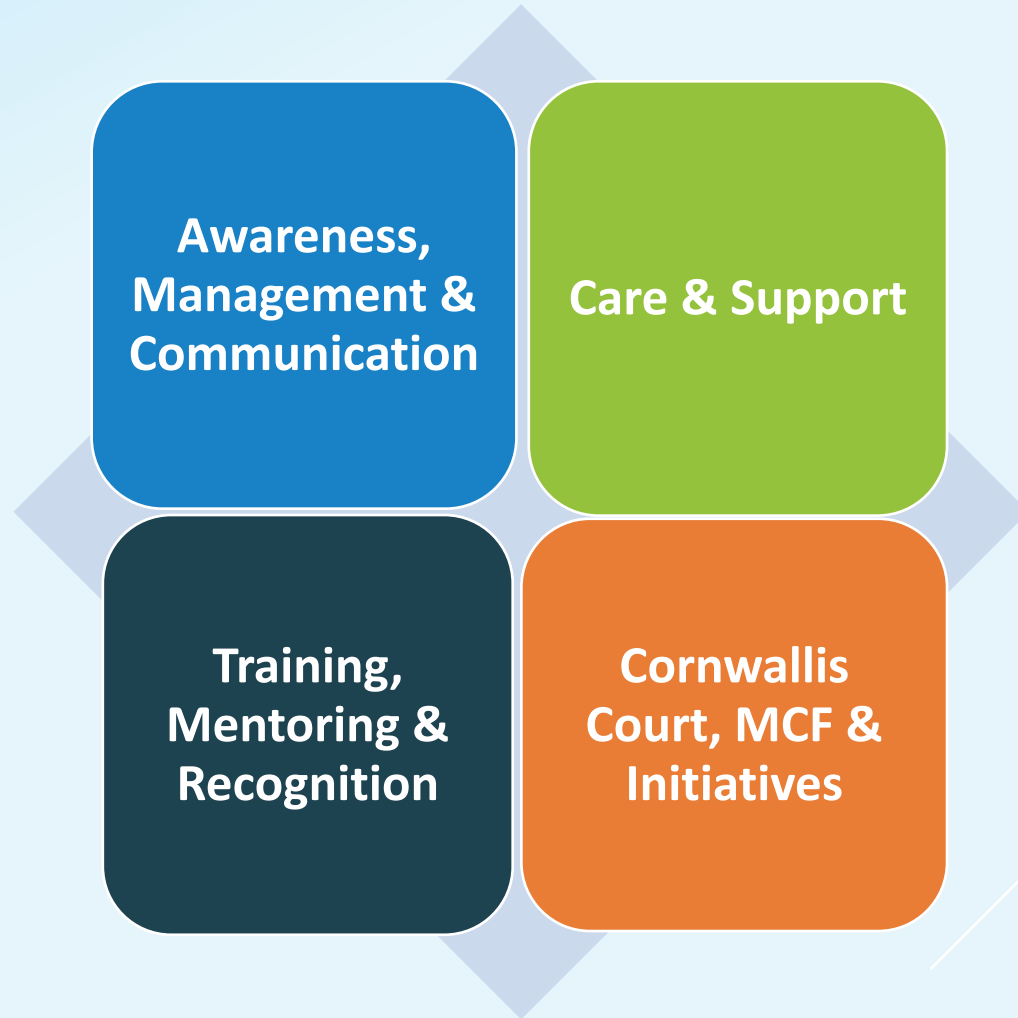 Awareness,
Management &
Communication
Care & Support
Training,
Mentoring &
Recognition
Cornwallis
Court, MCF &
Initiatives